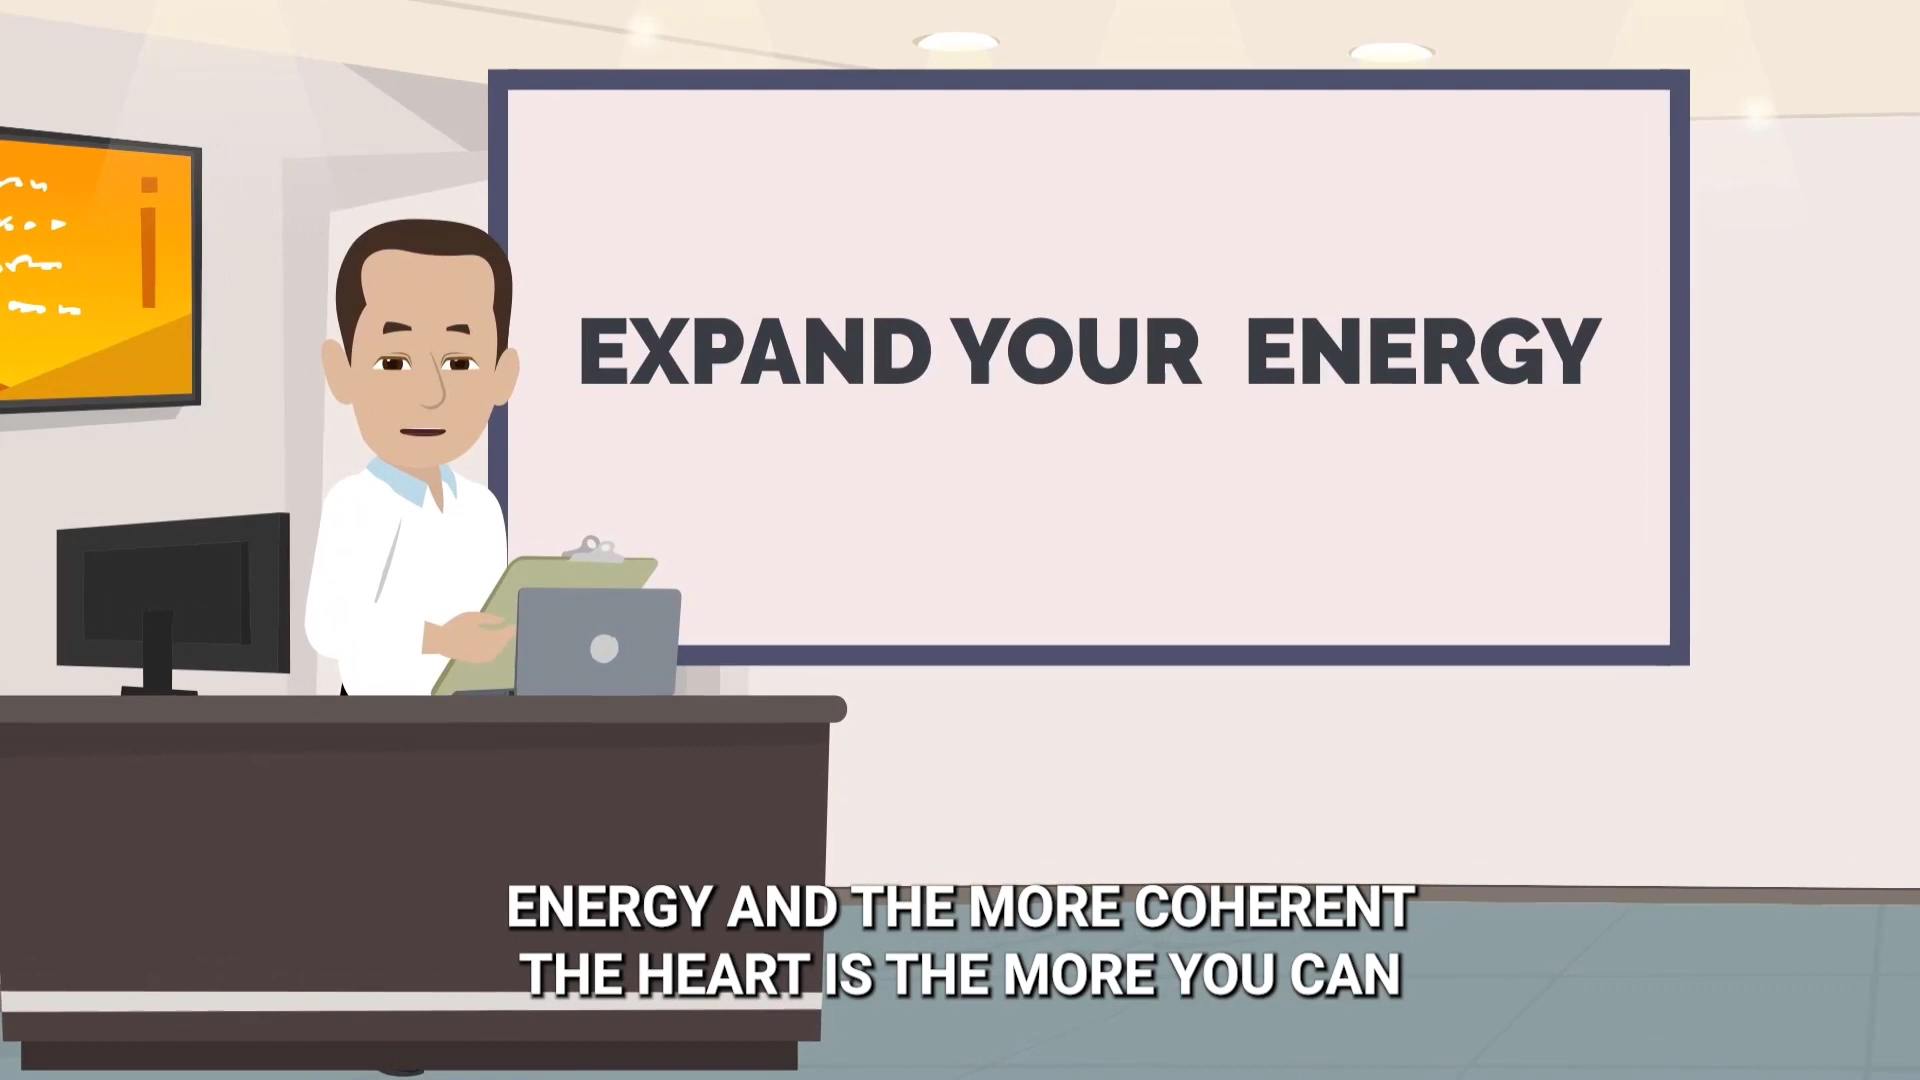 i
EXPAND YOUR  ENERGY
ENERGY AND THE MORE COHERENT
THE HEART IS THE MORE YOU CAN